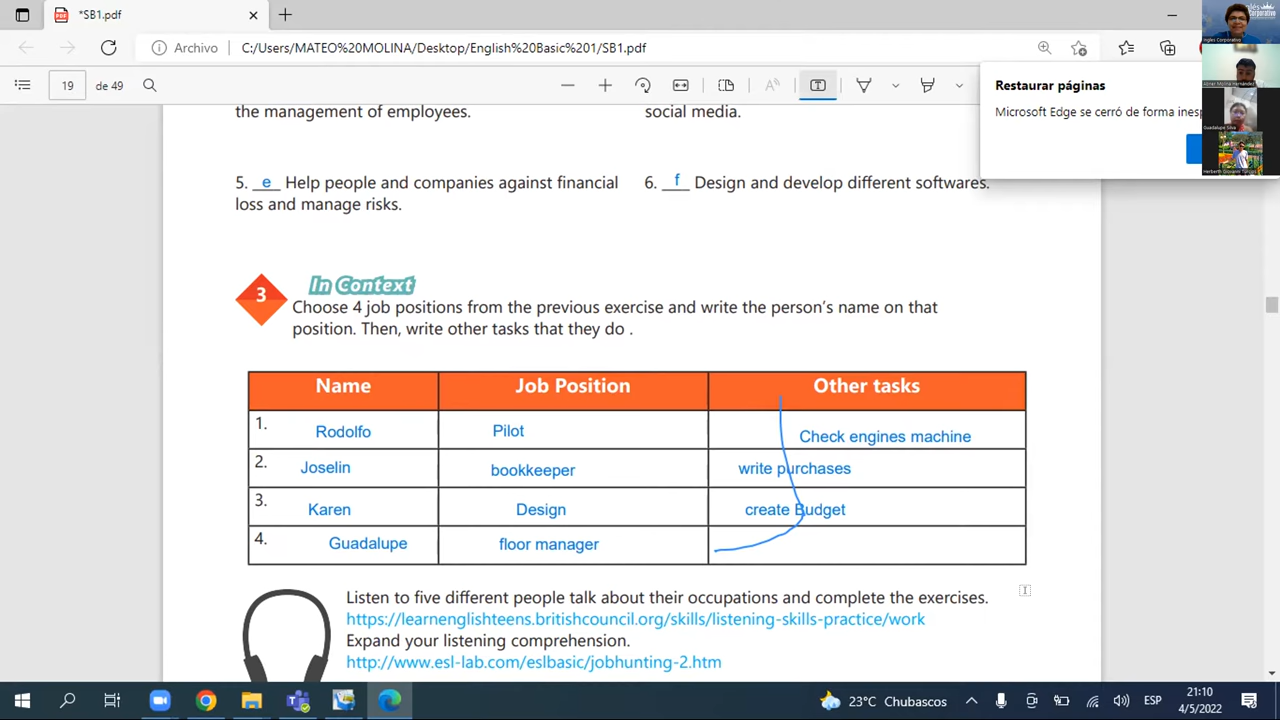 *SB1.pdf
Archivo C:/Users/MATEO%20MOLINA/Desktop/English%20Basic%201/SB1.pdf
Inglés Corporativo
19 de 49
Restaurar páginas
Microsoft Edge se cerró de forma inesp
Guadalupe Silva
the management of employees.
social media.
5. e Help people and companies against financial
loss and manage risks.
6. f Design and develop different softwares.
3 In Context
Choose 4 job positions from the previous exercise and write the person's name on that
position. Then, write other tasks that they do .
Name Job Position Other tasks
1. Rodolfo Pilot Check engines machine
2. Joselin bookkeeper write purchases
3. Karen Design create Budget
4. Guadalupe floor manager
Listen to five different people talk about their occupations and complete the exercises.
https://learnenglishteens.britishcouncil.org/skills/listening-skills-practice/work
Expand your listening comprehension.
http://www.esl-lab.com/eslbasic/jobhunting-2.htm
23°C Chubascos ESP 21:10
4/5/2022